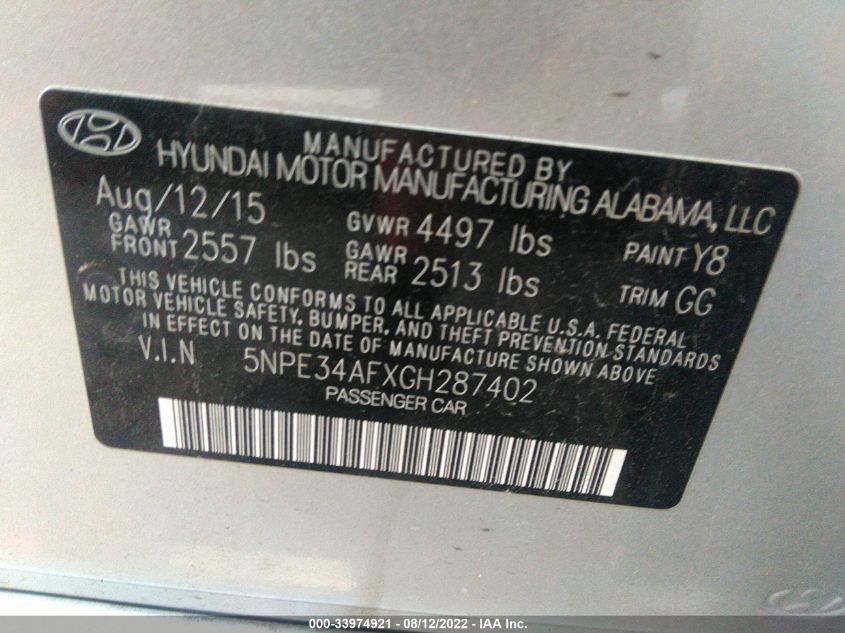 MANUFACTURED BY
HYUNDAI MOTOR MANUFACTURING ALABAMA, LLC
Aug/12/15 GVWR 4497 lbs PAINT Y8
GAWR FRONT 2557 lbs GAWR REAR 2513 lbs TRIM GG
THIS VEHICLE CONFORMS TO ALL APPLICABLE U.S.A. FEDERAL
MOTOR VEHICLE SAFETY, BUMPER, AND THEFT PREVENTION STANDARDS
IN EFFECT ON THE DATE OF MANUFACTURE SHOWN ABOVE
V.I.N 5NPE34AFXGH287402
PASSENGER CAR
000-33974921 - 08/12/2022 - IAA Inc.